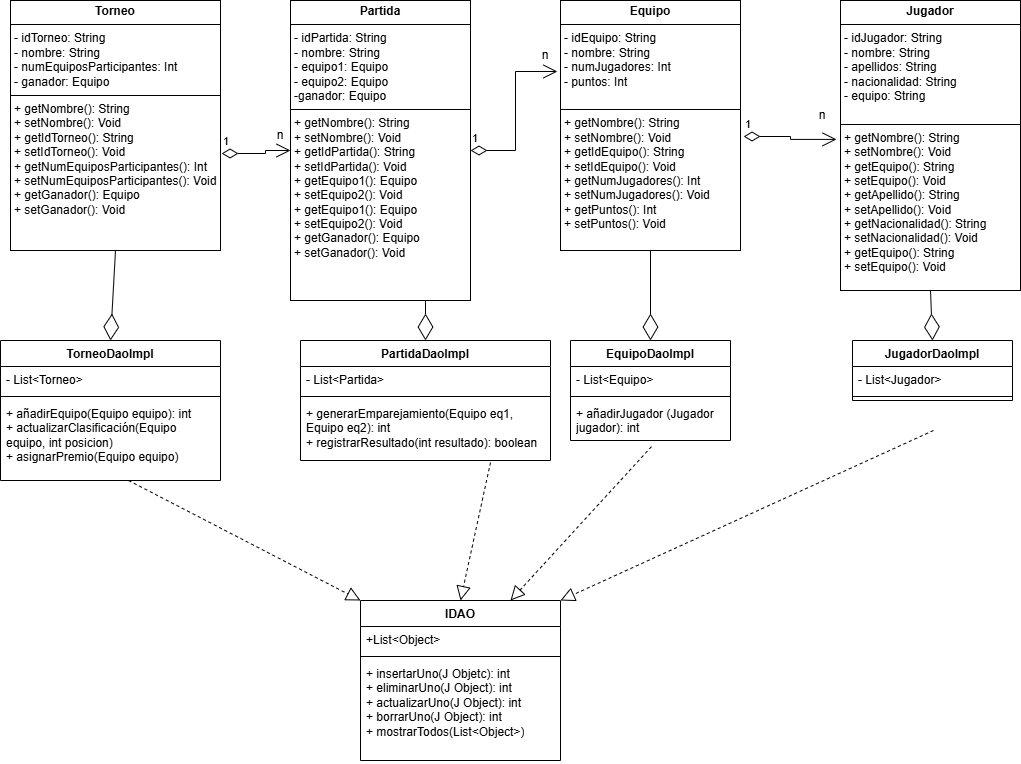 Torneo
- idTorneo: String
- nombre: String
- numEquiposParticipantes: Int
- ganador: Equipo
+ getNombre(): String
+ setNombre(): Void
+ getIdTorneo(): String
+ setIdTorneo(): Void
+ getNumEquiposParticipantes(): Int
+ setNumEquiposParticipantes(): Void
+ getGanador(): Equipo
+ setGanador(): Void
1
n
Partida
- idPartida: String
- nombre: String
- equipo1: Equipo
- equipo2: Equipo
-ganador: Equipo
+ getNombre(): String
+ setNombre(): Void
+ getIdPartida(): String
+ setIdPartida(): Void
+ getEquipo1(): Equipo
+ setEquipo2(): Void
+ getEquipo1(): Equipo
+ setEquipo2(): Void
+ getGanador(): Equipo
+ setGanador(): Void
1
n
Equipo
- idEquipo: String
- nombre: String
- numJugadores: Int
- puntos: Int
+ getNombre(): String
+ setNombre(): Void
+ getIdEquipo(): String
+ setIdEquipo(): Void
+ getNumJugadores(): Int
+ setNumJugadores(): Void
+ getPuntos(): Int
+ setPuntos(): Void
1
n
Jugador
- idJugador: String
- nombre: String
- apellidos: String
- nacionalidad: String
- equipo: String
+ getNombre(): String
+ setNombre(): Void
+ getEquipo(): String
+ setEquipo(): Void
+ getApellido(): String
+ setApellido(): Void
+ getNacionalidad(): String
+ setNacionalidad(): Void
+ getEquipo(): String
+ setEquipo(): Void
TorneoDaoImpl
- List<Torneo>
+ añadirEquipo(Equipo equipo): int
+ actualizarClasificación(Equipo
equipo, int posicion)
+ asignarPremio(Equipo equipo)
PartidaDaoImpl
- List<Partida>
+ generarEmparejamiento(Equipo eq1,
Equipo eq2): int
+ registrarResultado(int resultado): boolean
EquipoDaoImpl
- List<Equipo>
+ añadirJugador (Jugador
jugador): int
JugadorDaoImpl
- List<Jugador>
IDAO
+List<Object>
+ insertarUno(J Objetc): int
+ eliminarUno(J Object): int
+ actualizarUno(J Object): int
+ borrarUno(J Object): int
+ mostrarTodos(List<Object>)